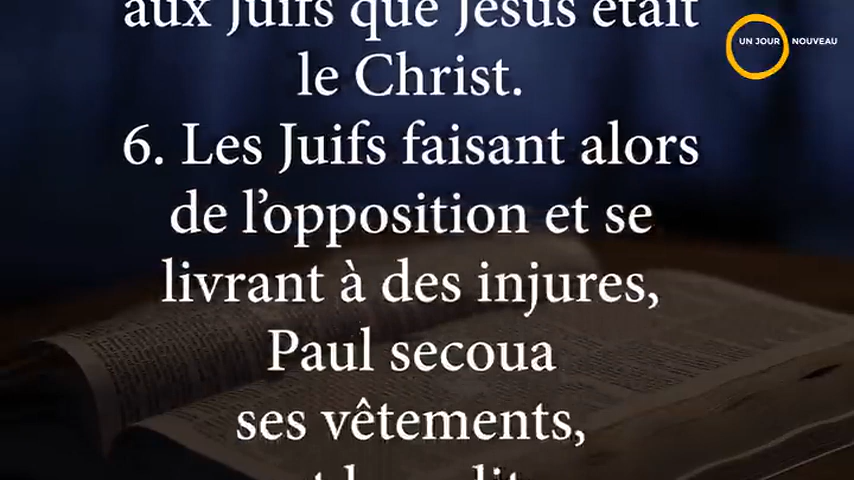 aux Juifs que Jésus était
le Christ.
6. Les Juifs faisant alors
de l’opposition et se
livrant à des injures,
Paul secoua
ses vêtements,
UN JOUR NOUVEAU